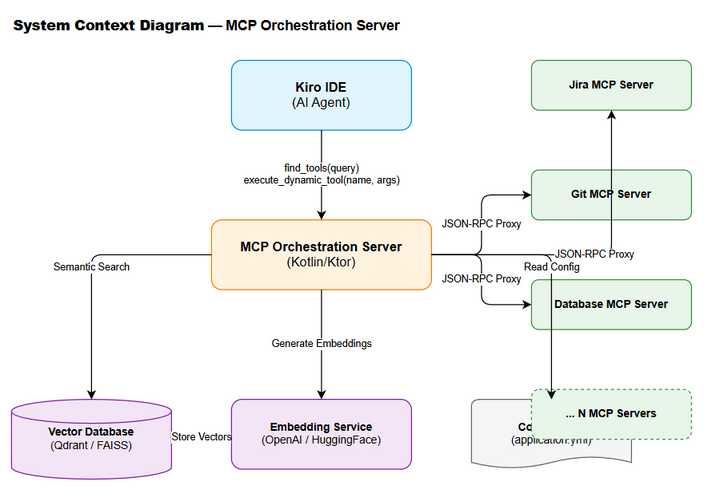 System Context Diagram — MCP Orchestration Server
Kiro IDE
(AI Agent)
Jira MCP Server
find_tools(query)
execute_dynamic_tool(name, args)
Git MCP Server
JSON-RPC Proxy
MCP Orchestration Server
(Kotlin/Ktor)
JSON-RPC Proxy
Semantic Search
Read Config
JSON-RPC Proxy
Database MCP Server
Generate Embeddings
Vector Database
(Qdrant / FAISS)
Store Vectors
Embedding Service
(OpenAI / HuggingFace)
... N MCP Servers
(application.yml)